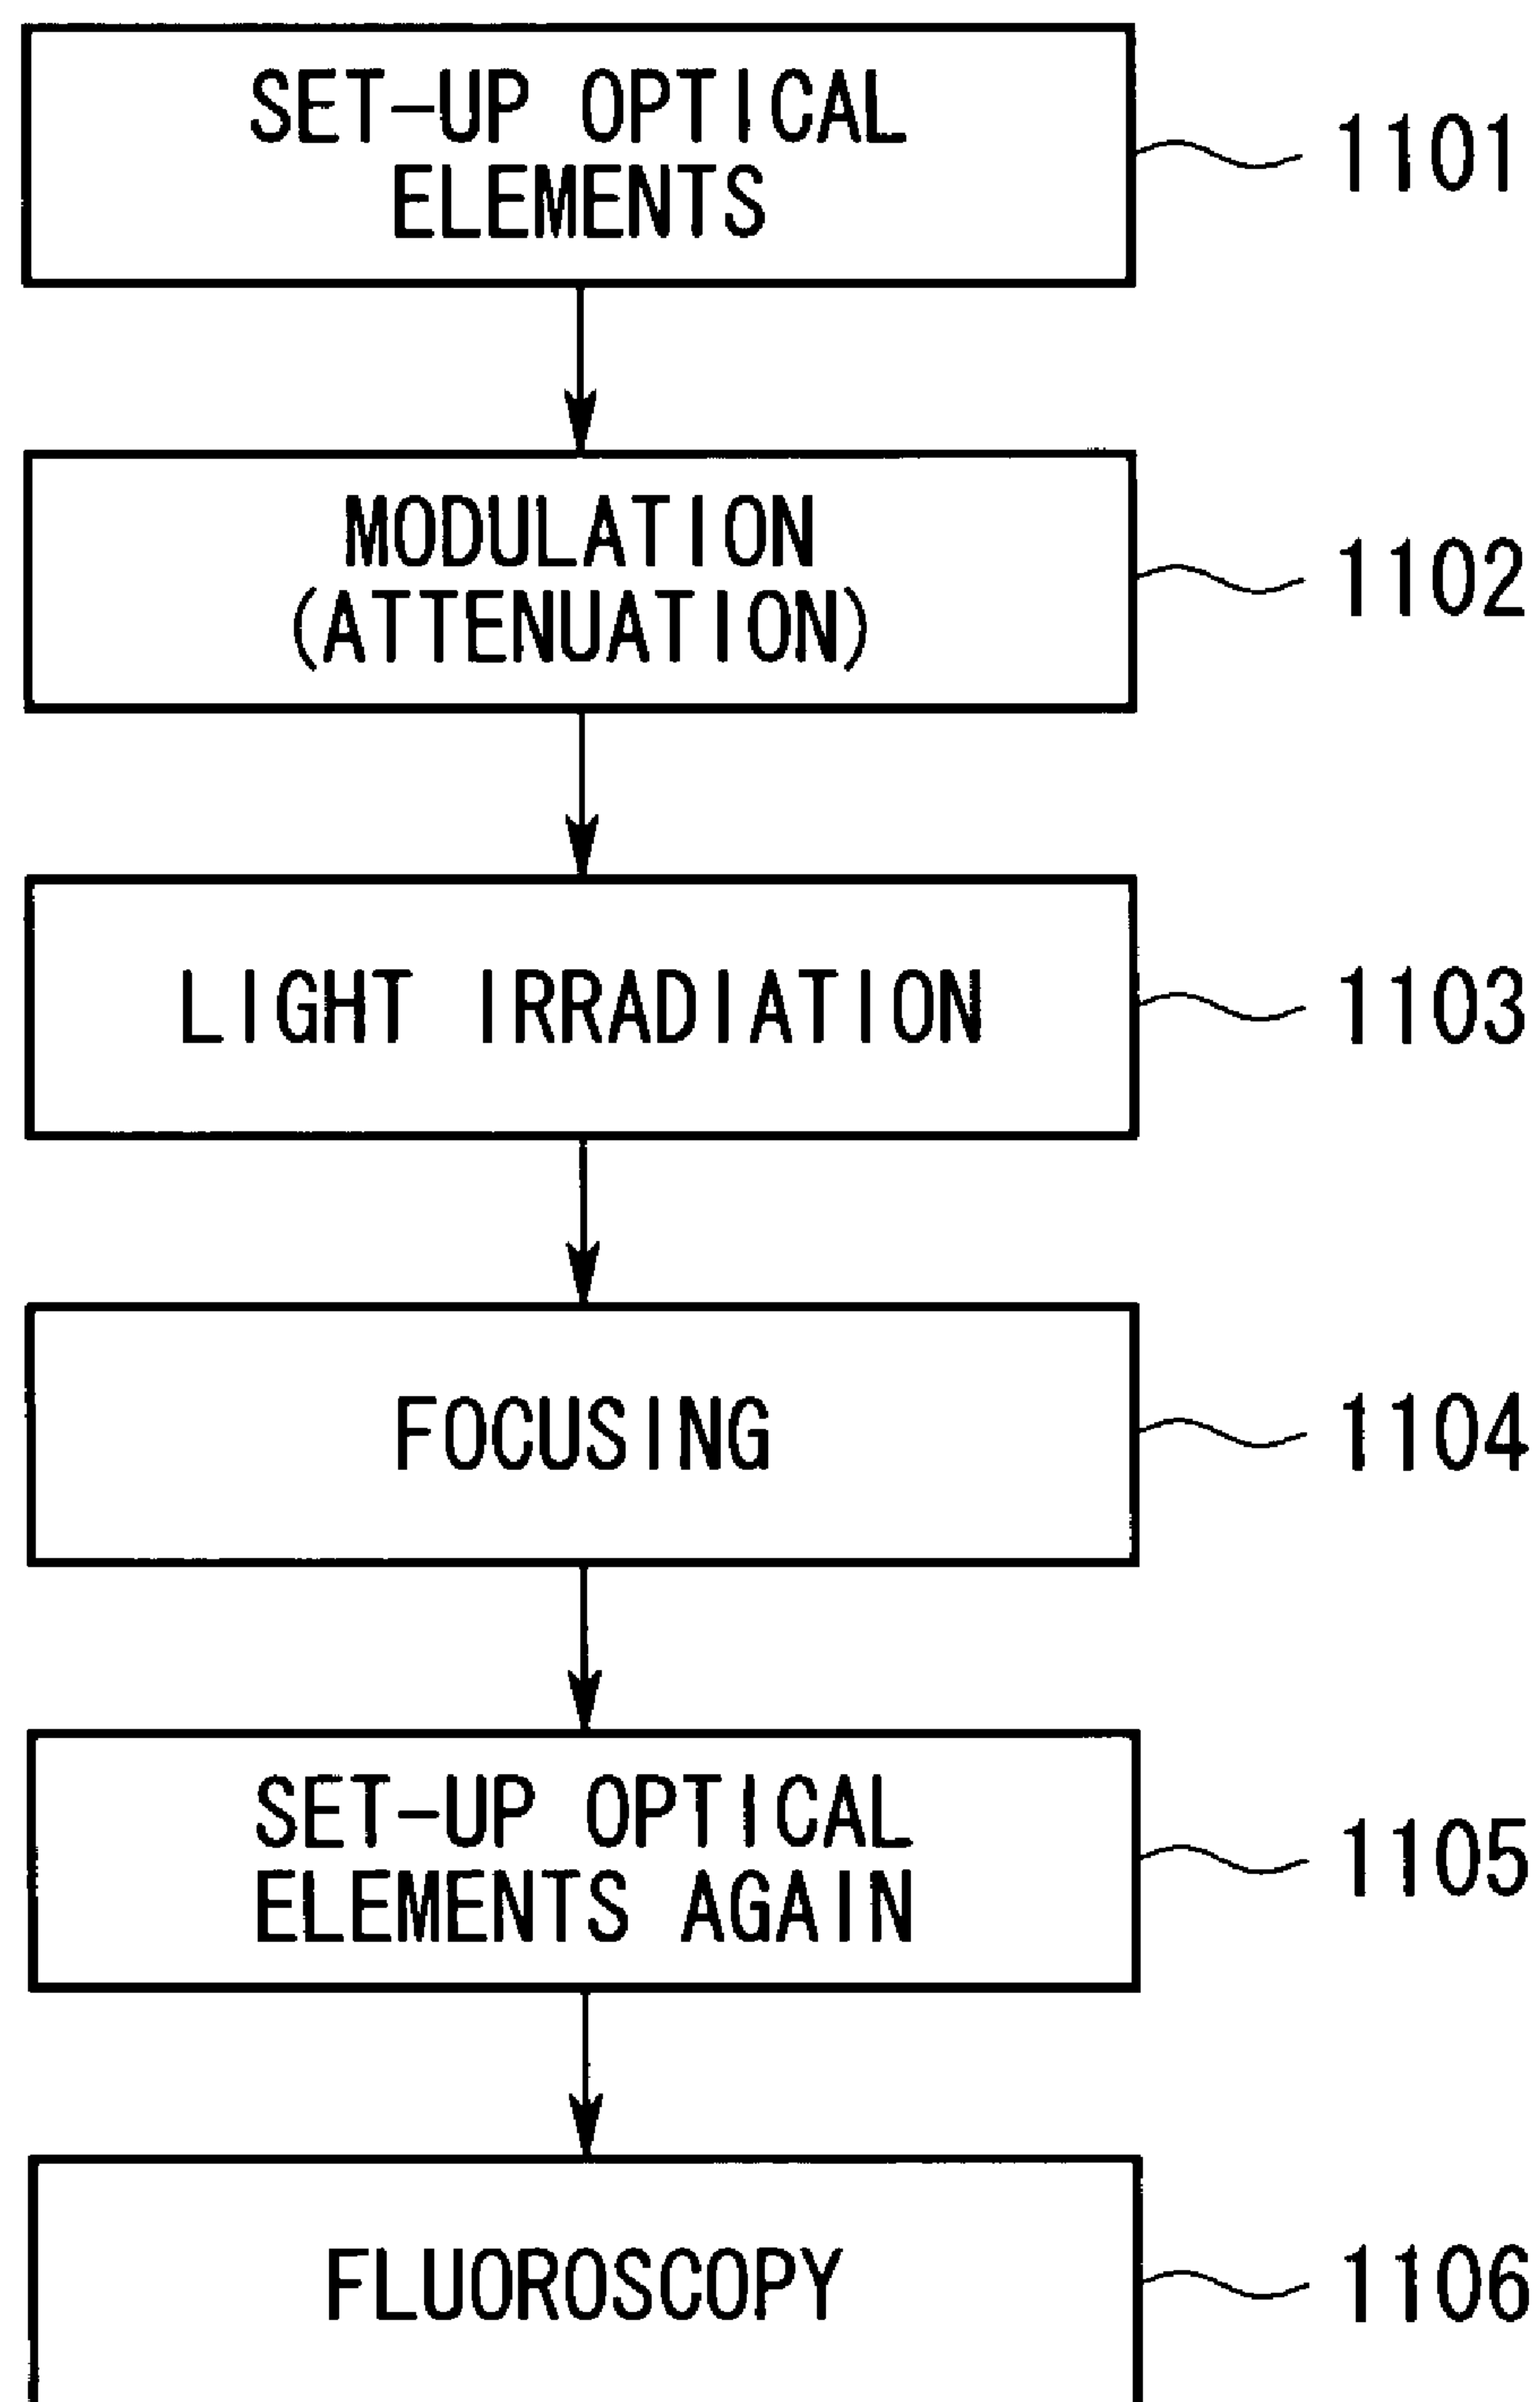 SET-UP OPTICAL
ELEMENTS
1101
MODULATION
(ATTENUATION)
1102
LIGHT IRRADIATION
1103
FOCUSING
1104
SET-UP OPTICAL
ELEMENTS AGAIN
1105
FLUOROSCOPY
1106